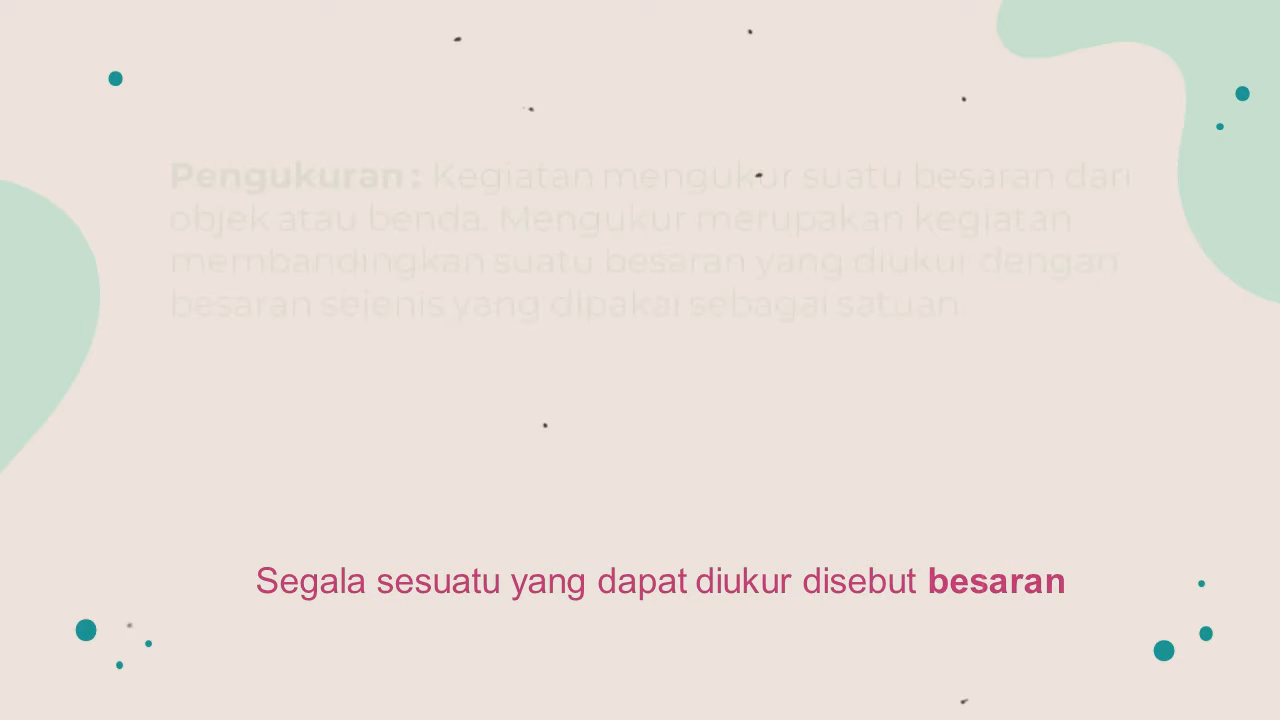 Pengukuran : Kegiatan mengukur suatu besaran dari
objek atau benda. Mengukur merupakan kegiatan
membandingkan suatu besaran yang diukur dengan
besaran sejenis yang dipakai sebagai satuan
Segala sesuatu yang dapat diukur disebut besaran